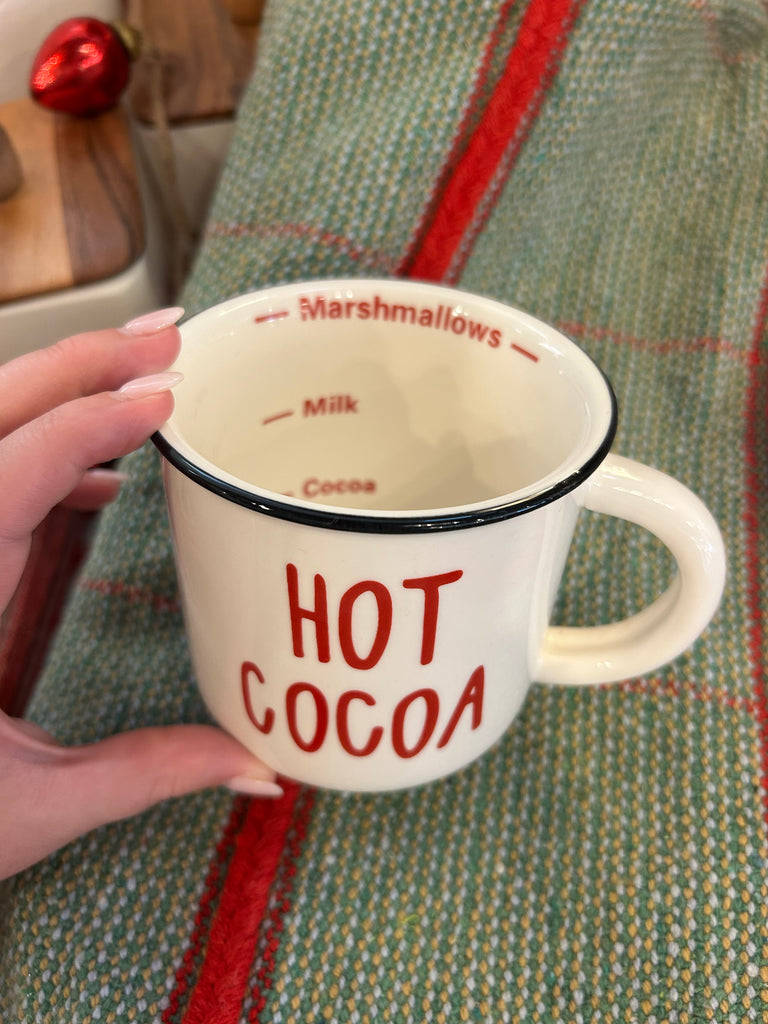 — Marshmallows —
— Milk
— Cocoa
HOT
COCOA